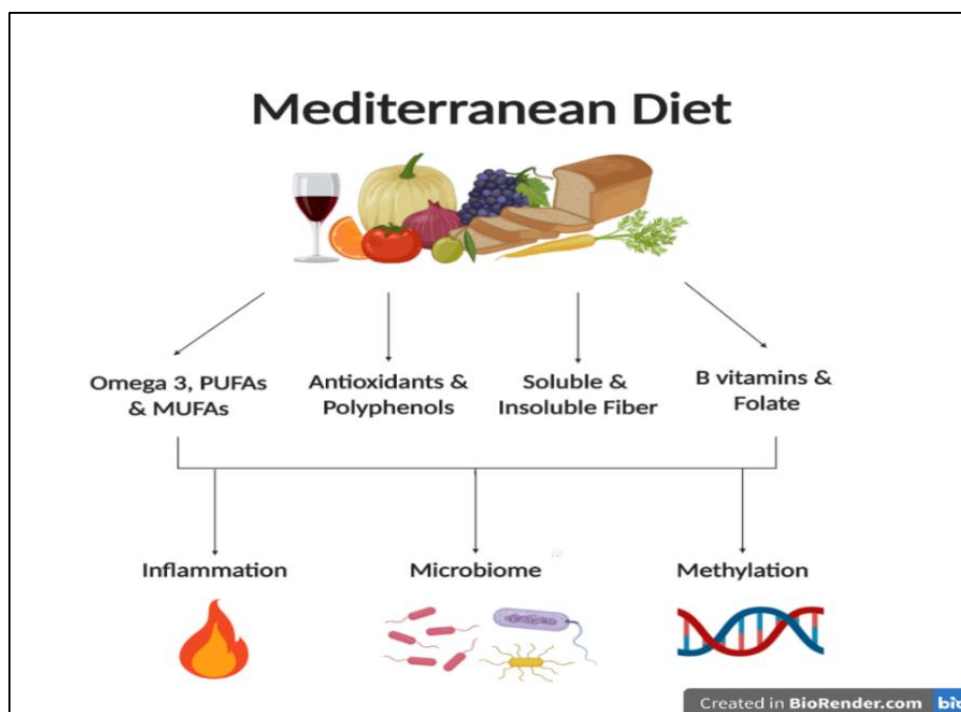 Mediterranean Diet
Omega 3, PUFAs
& MUFAs
Antioxidants &
Polyphenols
Soluble &
Insoluble Fiber
B vitamins &
Folate
Inflammation
Microbiome
Methylation
Created in BioRender.com bio